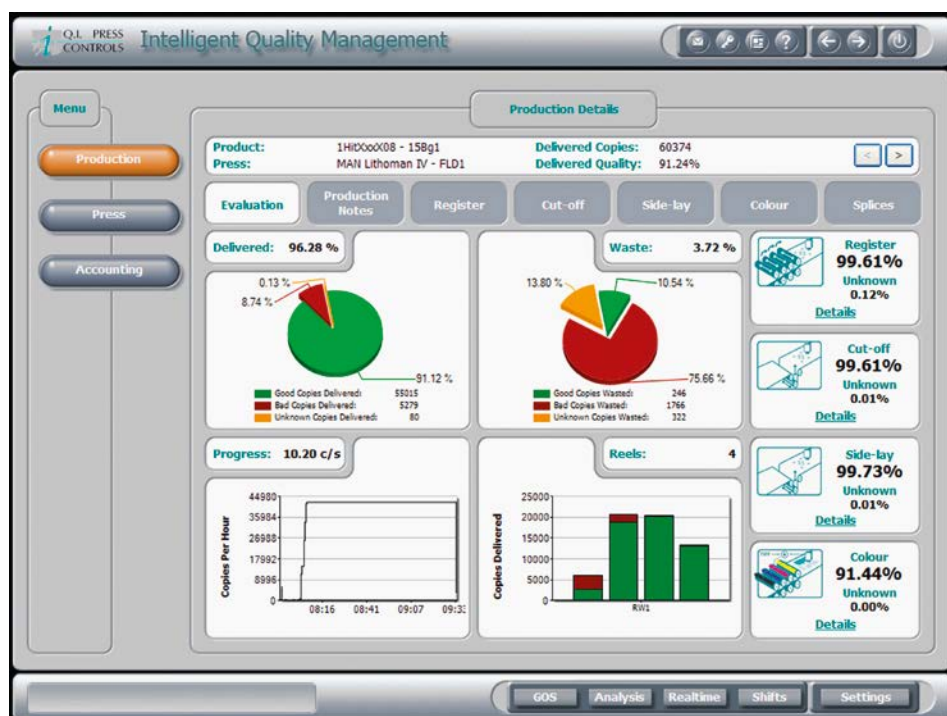 Q.I. PRESS
CONTROLS
Intelligent Quality Management
Menu
Production
Press
Accounting
Production Details
Product: 1HitXxxX08 - 15Bg1 Delivered Copies: 60374
Press: MAN Lithoman IV - FLD1 Delivered Quality: 91.24%
< >
Evaluation
Production
Notes
Register
Cut-off
Side-lay
Colour
Splices
Delivered: 96.28 %
0.13 %
8.74 %
91.12 %
Good Copies Delivered: 55015
Bad Copies Delivered: 5279
Unknown Copies Delivered: 80
Waste: 3.72 %
13.80 %
10.54 %
75.66 %
Good Copies Wasted: 246
Bad Copies Wasted: 1766
Unknown Copies Wasted: 322
Register
99.61%
Unknown
0.12%
Details
Cut-off
99.61%
Unknown
0.01%
Details
Progress: 10.20 c/s
Copies Per Hour
44980
35984
26988
17992
8996
0
08:16 08:41 09:07 09:33
Reels: 4
Copies Delivered
25000
20000
15000
10000
5000
0
RW1
Side-lay
99.73%
Unknown
0.01%
Details
Colour
91.44%
Unknown
0.00%
Details
GOS Analysis Realtime Shifts Settings